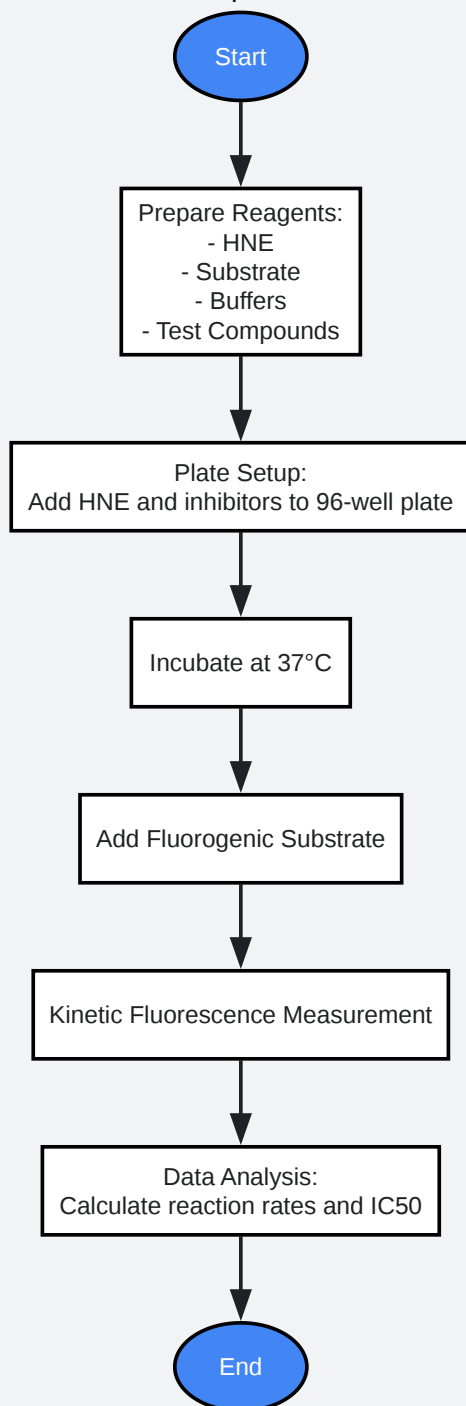 Start
Prepare Reagents:
- HNE
- Substrate
- Buffers
- Test Compounds
Plate Setup:
Add HNE and inhibitors to 96-well plate
Incubate at 37°C
Add Fluorogenic Substrate
Kinetic Fluorescence Measurement
Data Analysis:
Calculate reaction rates and IC50
End